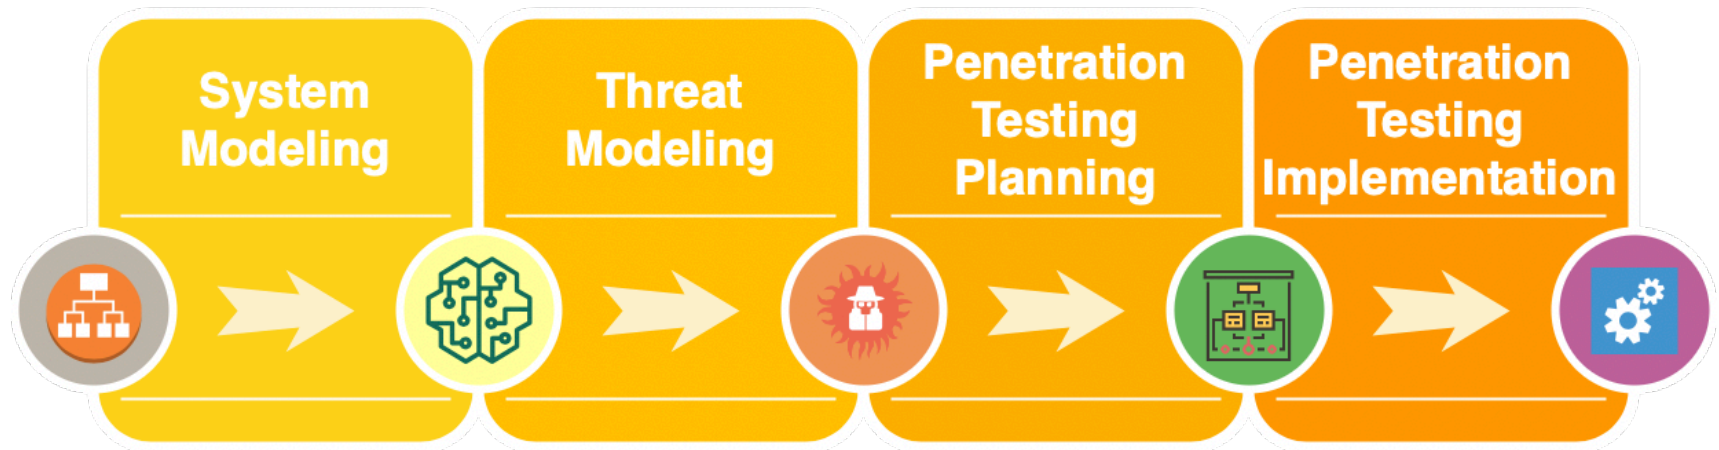 System
Modeling
Threat
Modeling
Penetration
Testing
Planning
Penetration
Testing
Implementation